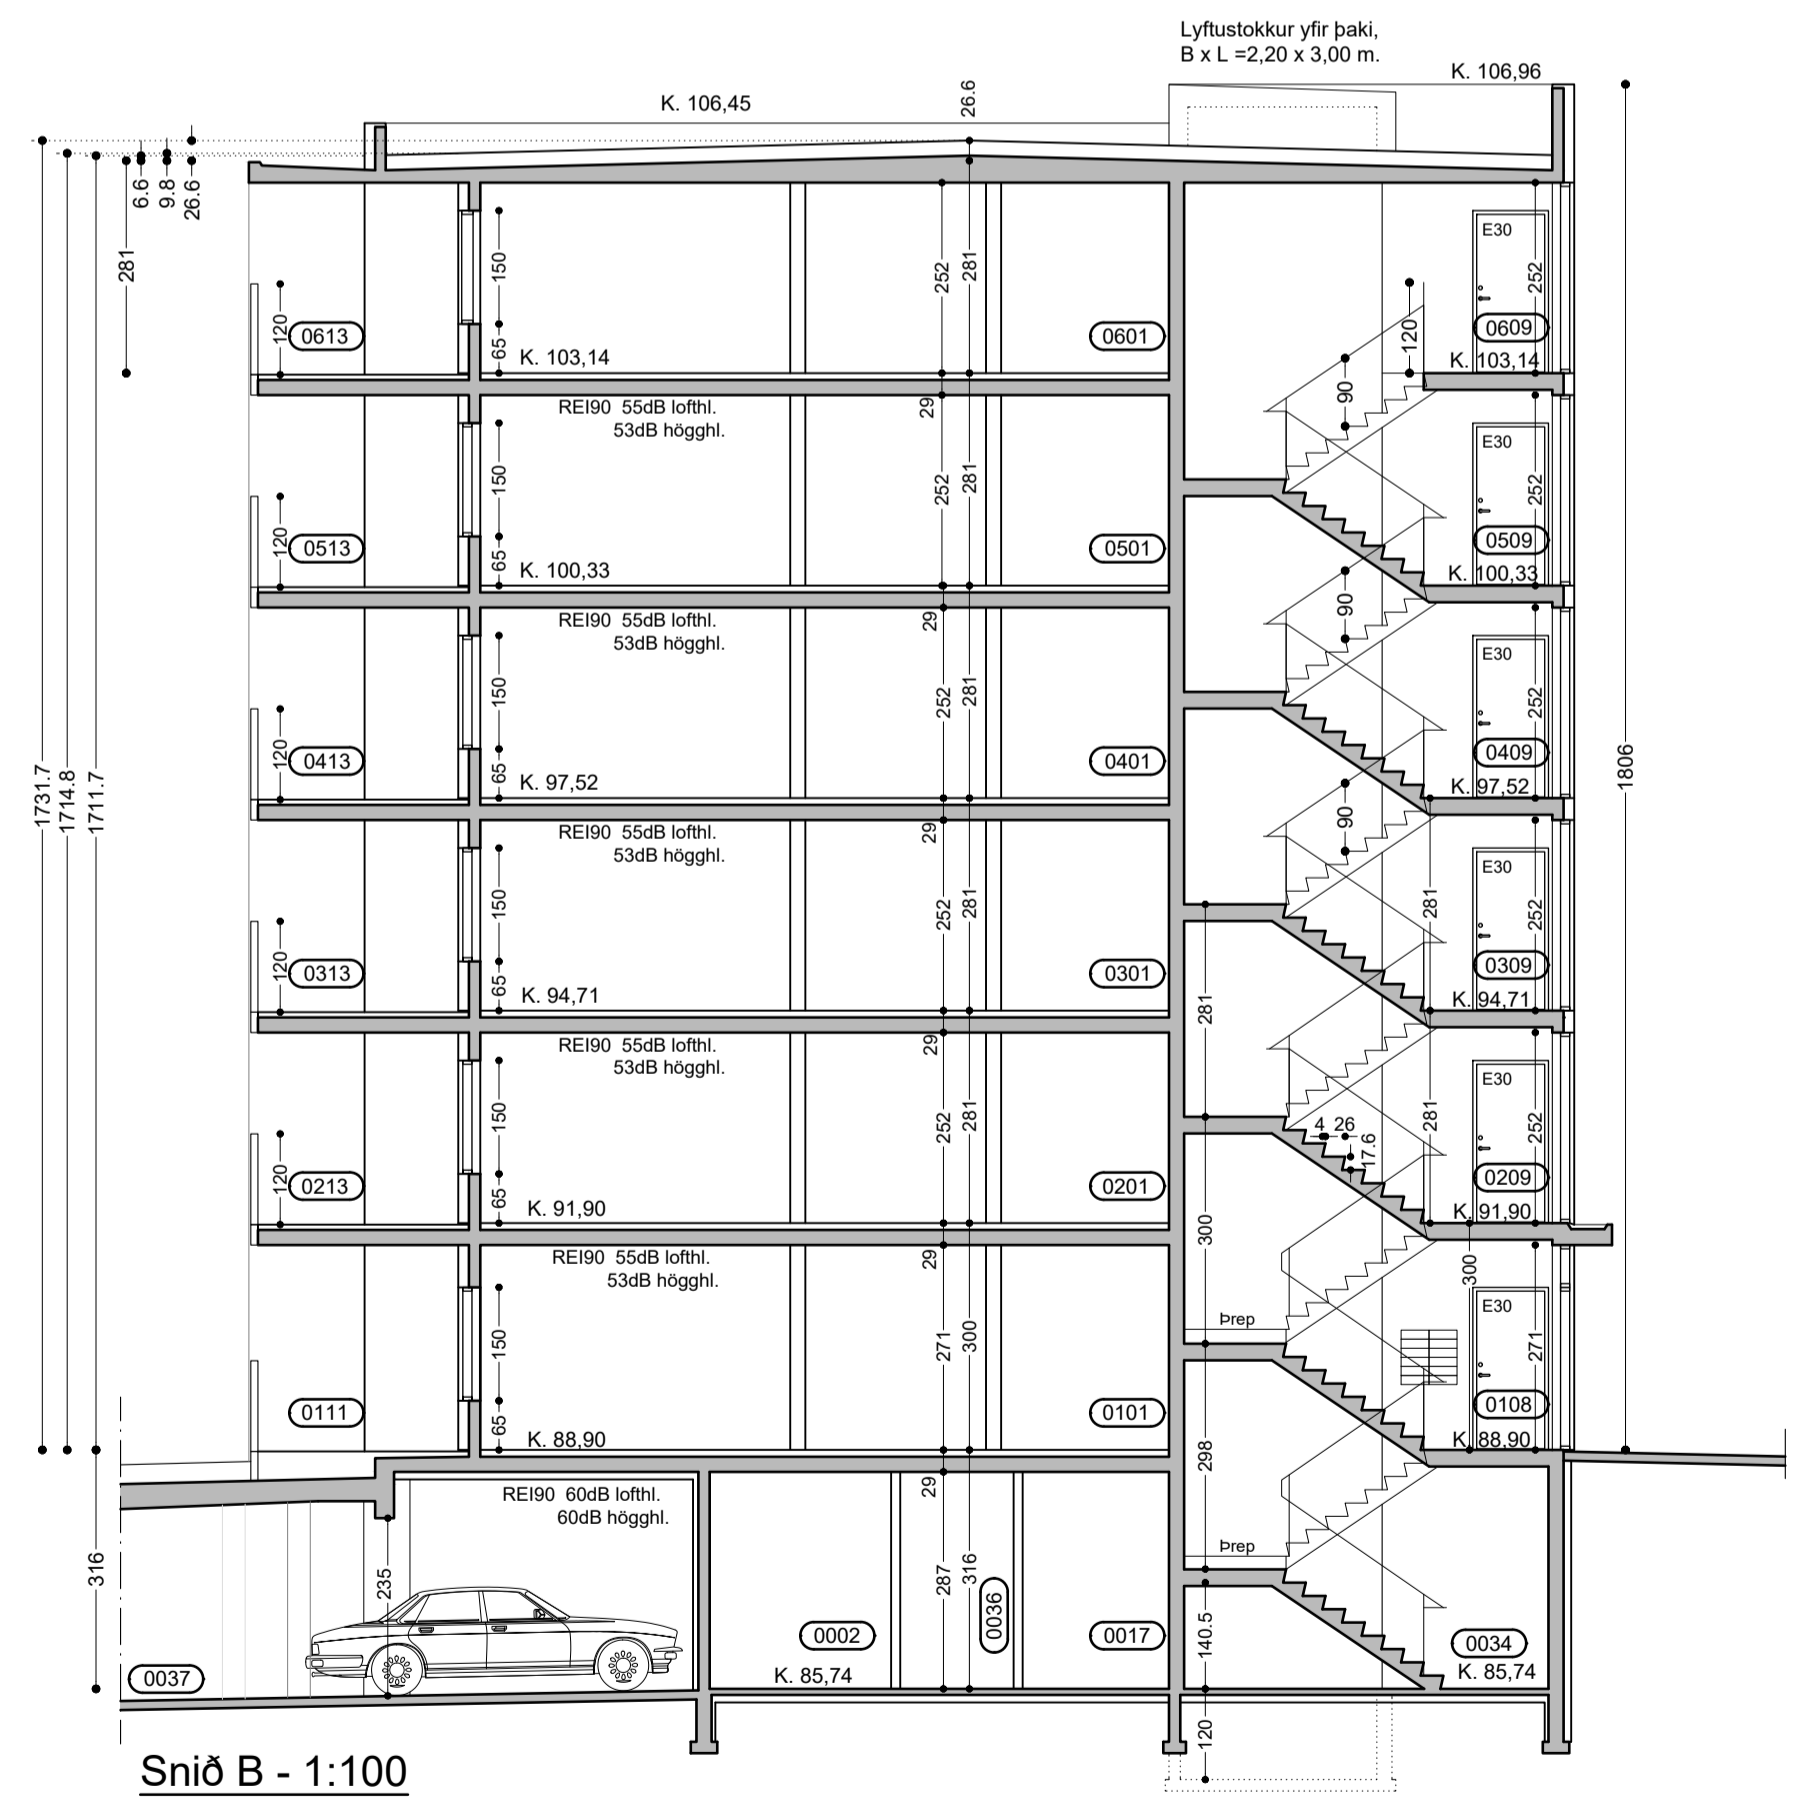 Lyftustokkur yfir þaki,
B x L =2,20 x 3,00 m.
K. 106,96
K. 106,45
26.6
6.6
9.8
26.6
281
1731.7
1714.8
1711.7
316
1806
120
0613
150
65
K. 103,14
252
281
0601
120
90
E30
252
0609
K. 103,14
REI90 55dB lofthl.
53dB högghl.
29
120
0513
150
65
K. 100,33
252
281
0501
90
E30
252
0509
K. 100,33
REI90 55dB lofthl.
53dB högghl.
29
120
0413
150
65
K. 97,52
252
281
0401
90
E30
252
0409
K. 97,52
REI90 55dB lofthl.
53dB högghl.
29
120
0313
150
65
K. 94,71
252
281
0301
281
281
E30
252
0309
K. 94,71
REI90 55dB lofthl.
53dB högghl.
29
120
0213
150
65
K. 91,90
252
281
0201
4 26
17.6
281
E30
252
0209
K. 91,90
REI90 55dB lofthl.
53dB högghl.
29
300
300
Þrep
0111
150
65
K. 88,90
271
300
0101
E30
271
0108
K. 88,90
REI90 60dB lofthl.
60dB högghl.
29
298
Þrep
235
287
316
0036
0037
0002
0017
K. 85,74
140.5
0034
K. 85,74
120
Snið B - 1:100